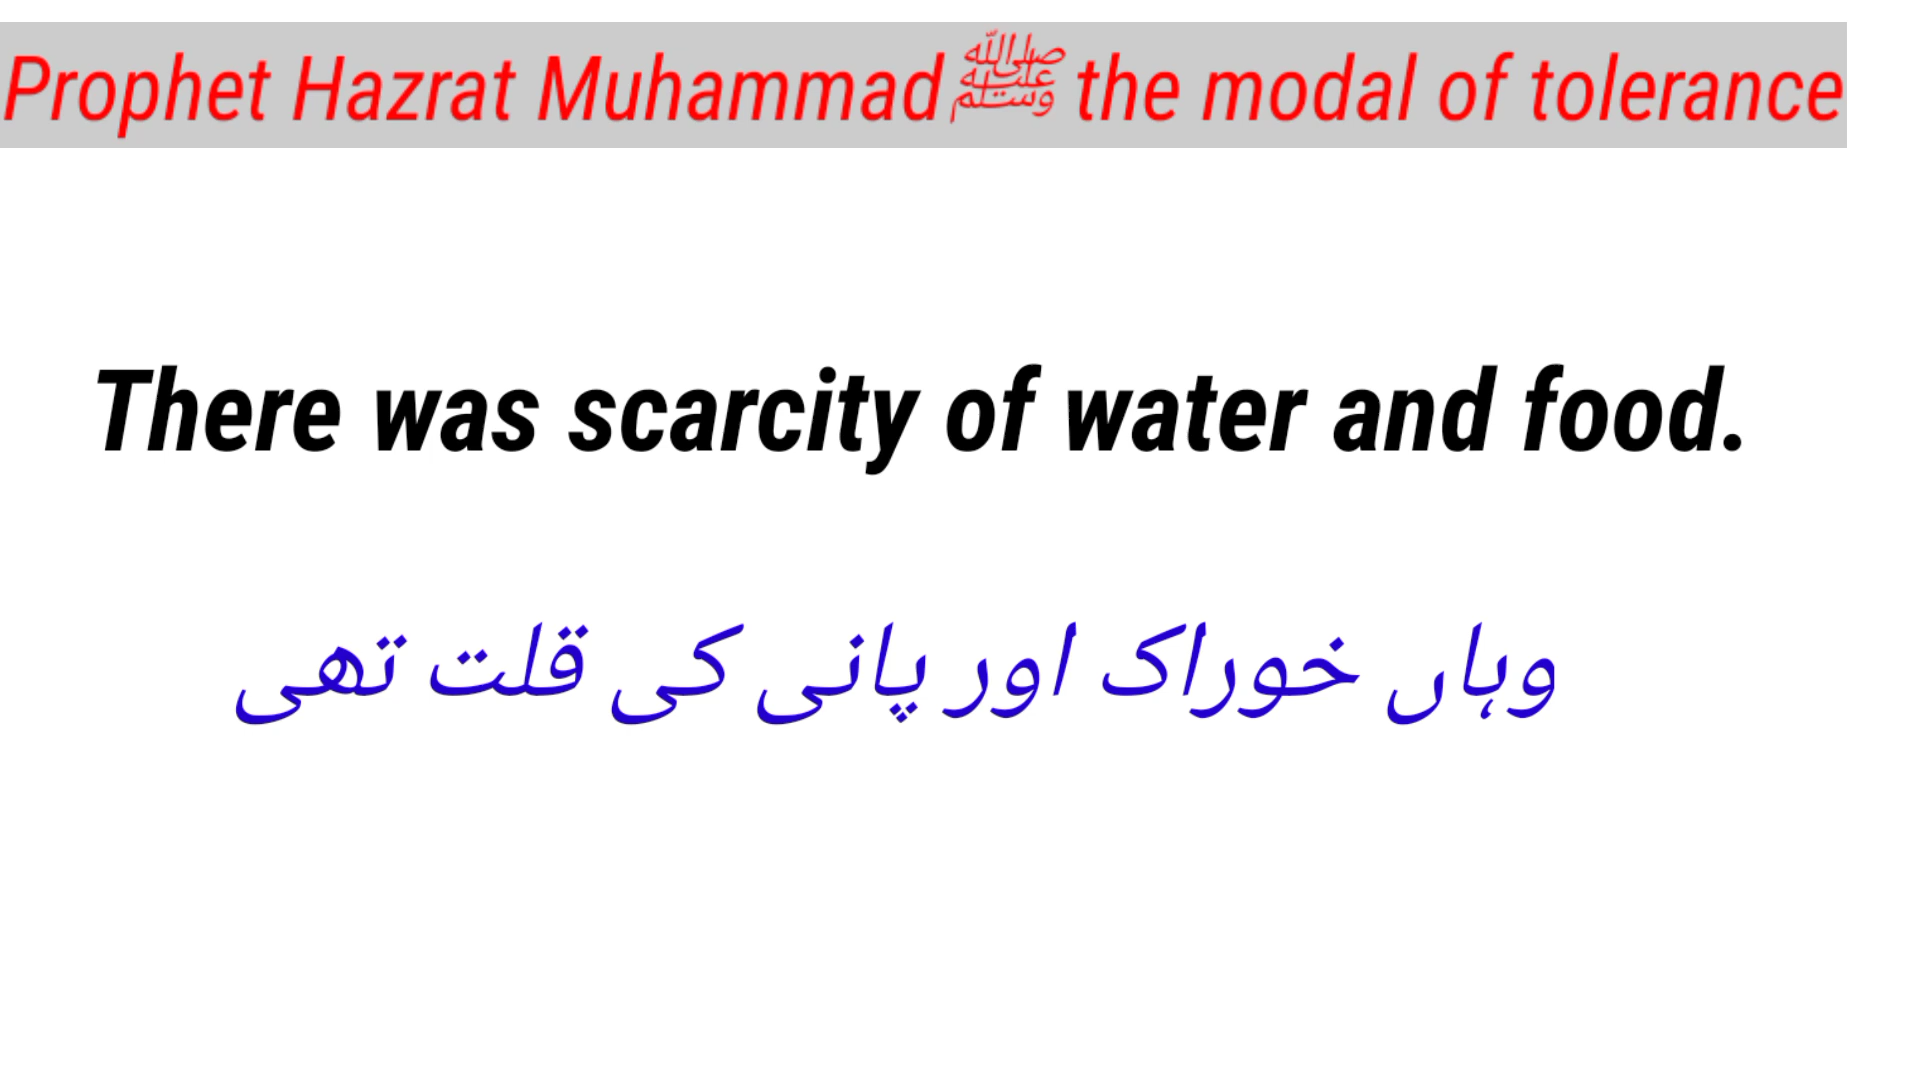 Prophet Hazrat Muhammad ﷺ the modal of tolerance
There was scarcity of water and food.
وہاں خوراک اور پانی کی قلت تھی